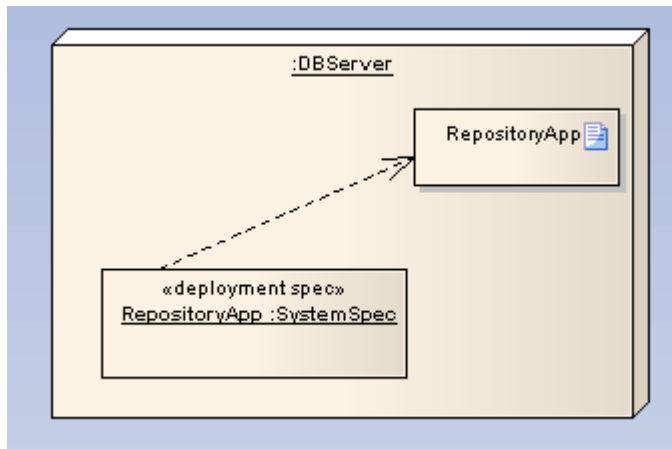 :DBServer
RepositoryApp
«deployment spec»
RepositoryApp :SystemSpec